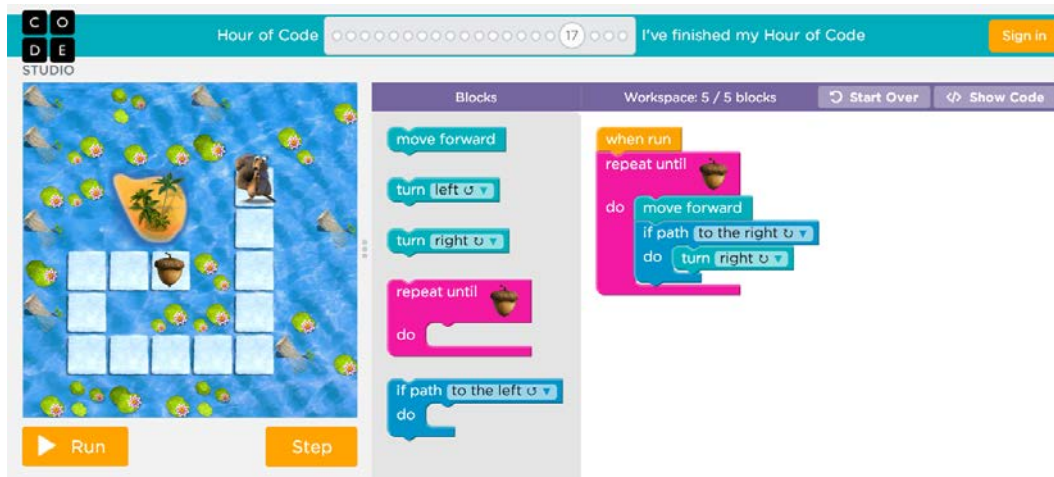 C O
D E
STUDIO
Hour of Code
17
I've finished my Hour of Code
Sign in
Blocks
Workspace: 5 / 5 blocks
Start Over
Show Code
move forward
turn left
turn right
repeat until
do
if path to the left
do
when run
repeat until
do move forward
if path to the right
do turn right
Run
Step